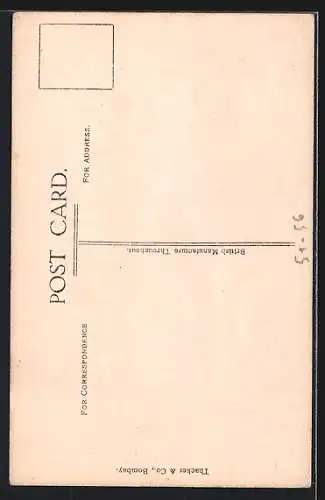 POST CARD.
FOR CORRESPONDENCE
FOR ADDRESS.
British Manufacture Throughout.
Thacker & Co., Bombay.
51-56